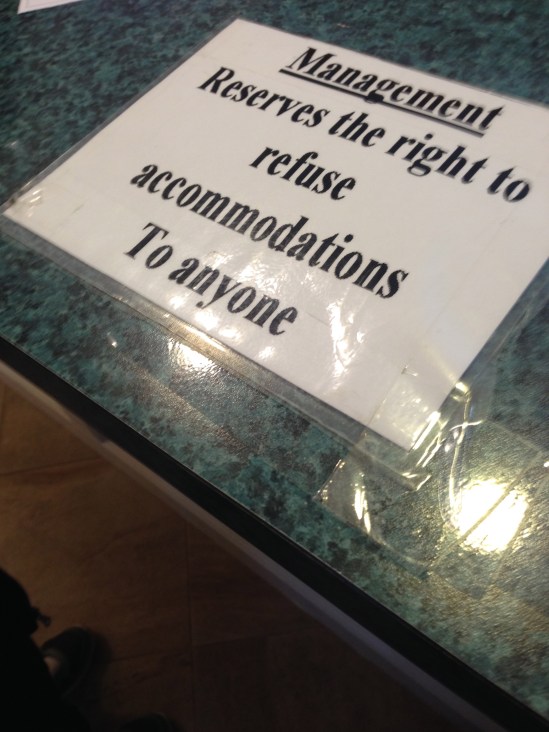 Management
Reserves the right to
refuse
accommodations
To anyone